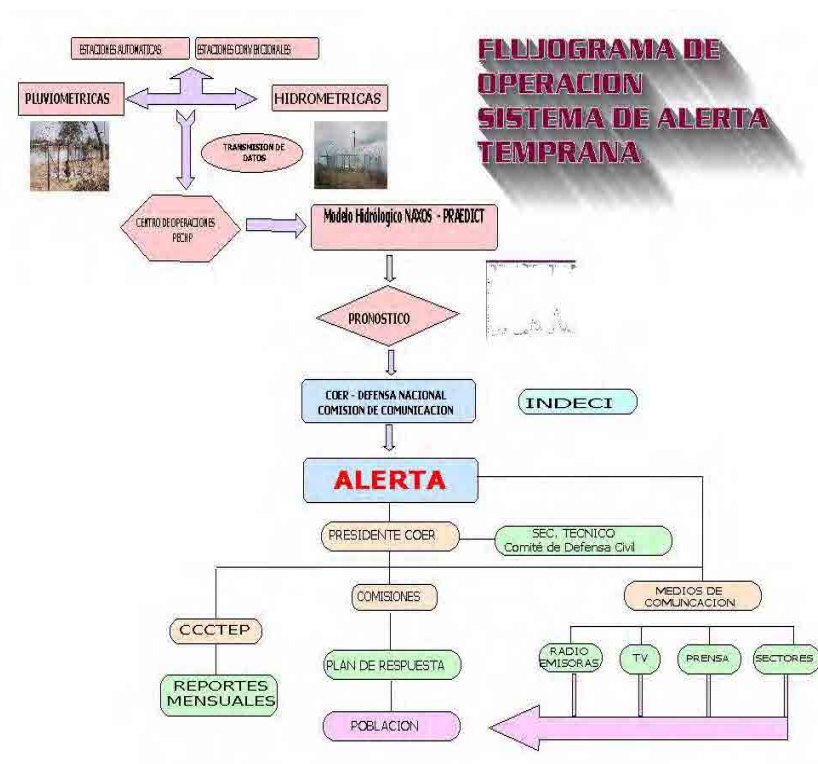 FLUJOGRAMA DE
OPERACION
SISTEMA DE ALERTA
TEMPRANA
ESTACIONES AUTOMATICAS
ESTACIONES CONVENCIONALES
PLUVIOMETRICAS
HIDROMETRICAS
TRANSMISION DE
DATOS
CENTRO DE OPERACIONES
PECHP
Modelo Hidrólogico NAXOS - PRAEDICT
PRONOSTICO
COER - DEFENSA NACIONAL
COMISION DE COMUNICACION
INDECI
ALERTA
PRESIDENTE COER
SEC. TECNICO
Comité de Defensa Civil
COMISIONES
MEDIOS DE
COMUNCACION
CCCTEP
RADIO
EMISORAS
TV
PRENSA
SECTORES
PLAN DE RESPUESTA
REPORTES
MENSUALES
POBLACION